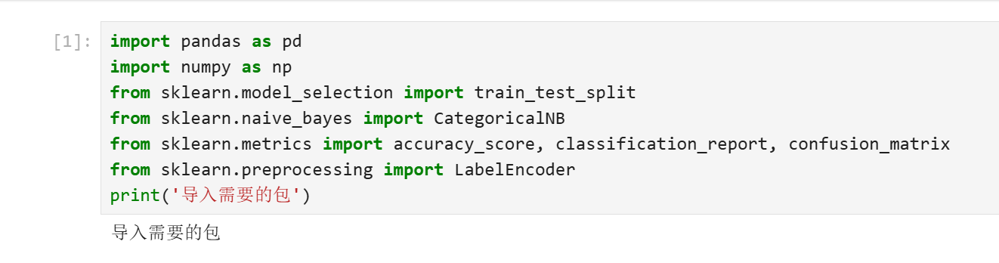 [1]:
import pandas as pd
import numpy as np
from sklearn.model_selection import train_test_split
from sklearn.naive_bayes import CategoricalNB
from sklearn.metrics import accuracy_score, classification_report, confusion_matrix
from sklearn.preprocessing import LabelEncoder
print('导入需要的包')
导入需要的包